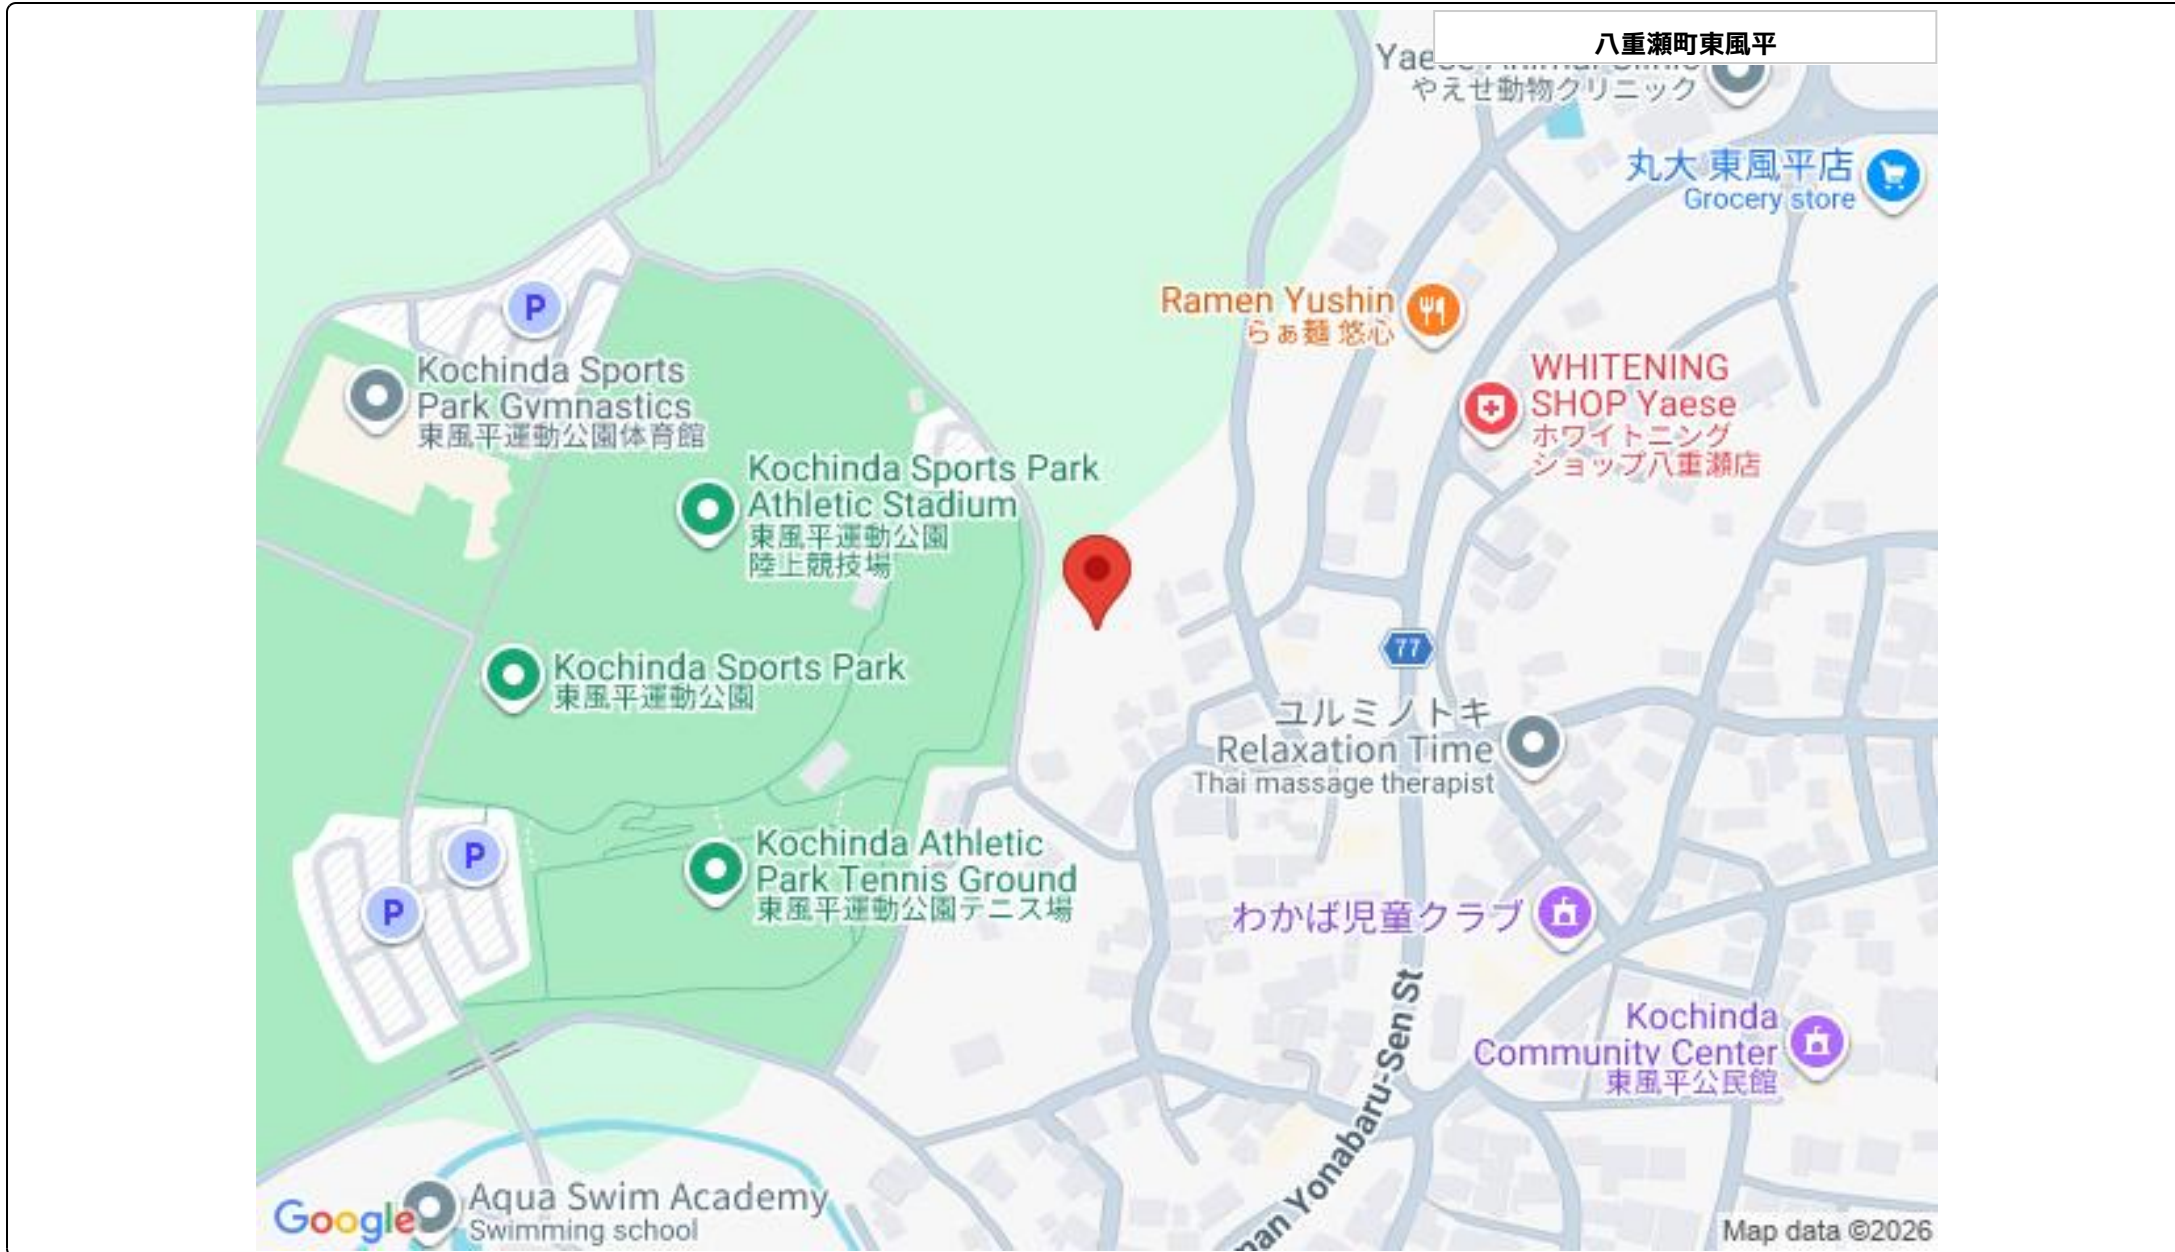 八重瀬町東風平
やえせ動物クリニック
丸大 東風平店
Grocery store
Ramen Yushin
らぁ麺 悠心
P
Kochinda Sports
Park Gymnastics
東風平運動公園体育館
WHITENING
SHOP Yaese
ホワイトニング
ショップ八重瀬店
Kochinda Sports Park
Athletic Stadium
東風平運動公園
陸上競技場
77
Kochinda Sports Park
東風平運動公園
ユルミノトキ
Relaxation Time
Thai massage therapist
P
P
Kochinda Athletic
Park Tennis Ground
東風平運動公園テニス場
わかば児童クラブ
Kochinda
Community Center
東風平公民館
Yonabaru-Sen St
Aqua Swim Academy
Swimming school
Google
Map data ©2026